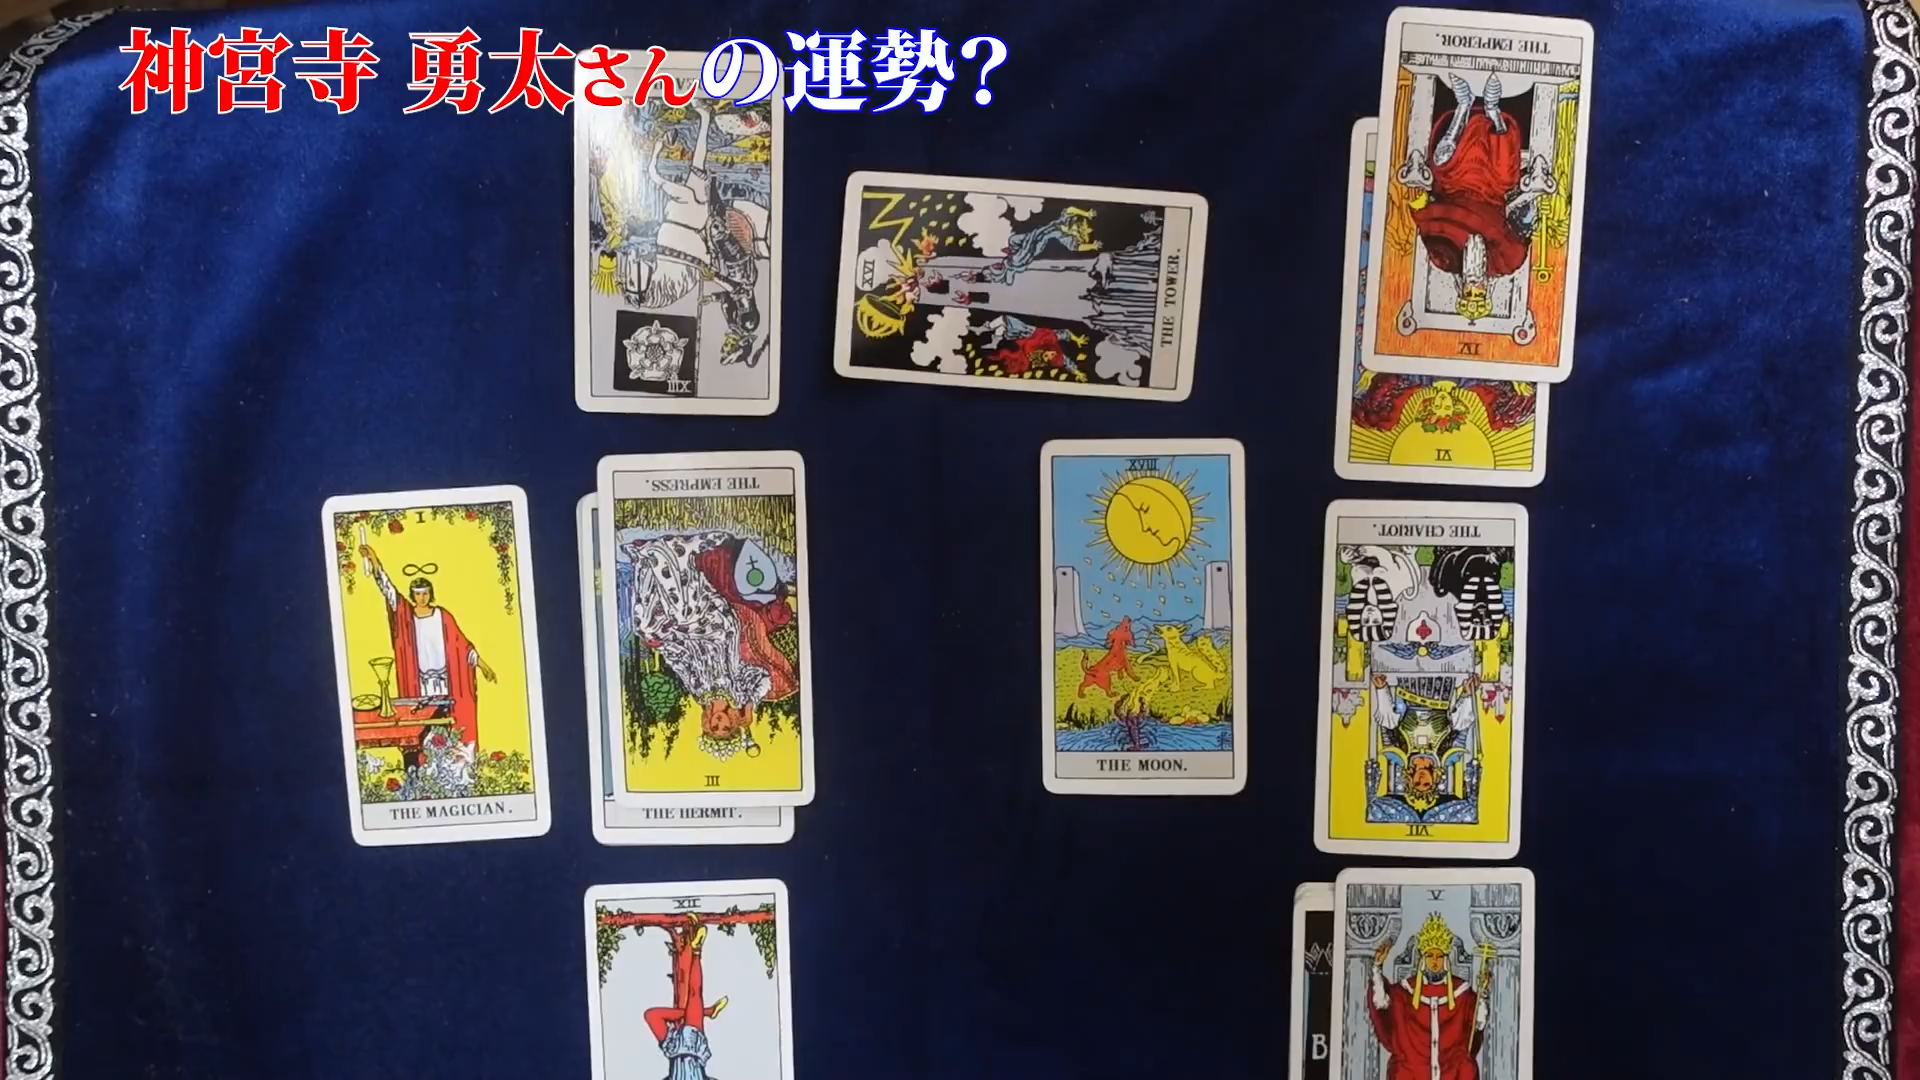 神宮寺 勇太さんの運勢?
THE EMPEROR.
IV
XVI
THE TOWER.
XIII
VI
THE EMPRESS.
III
THE HERMIT.
I
THE MAGICIAN.
XVIII
THE MOON.
THE CHARIOT.
VII
XII
V
B